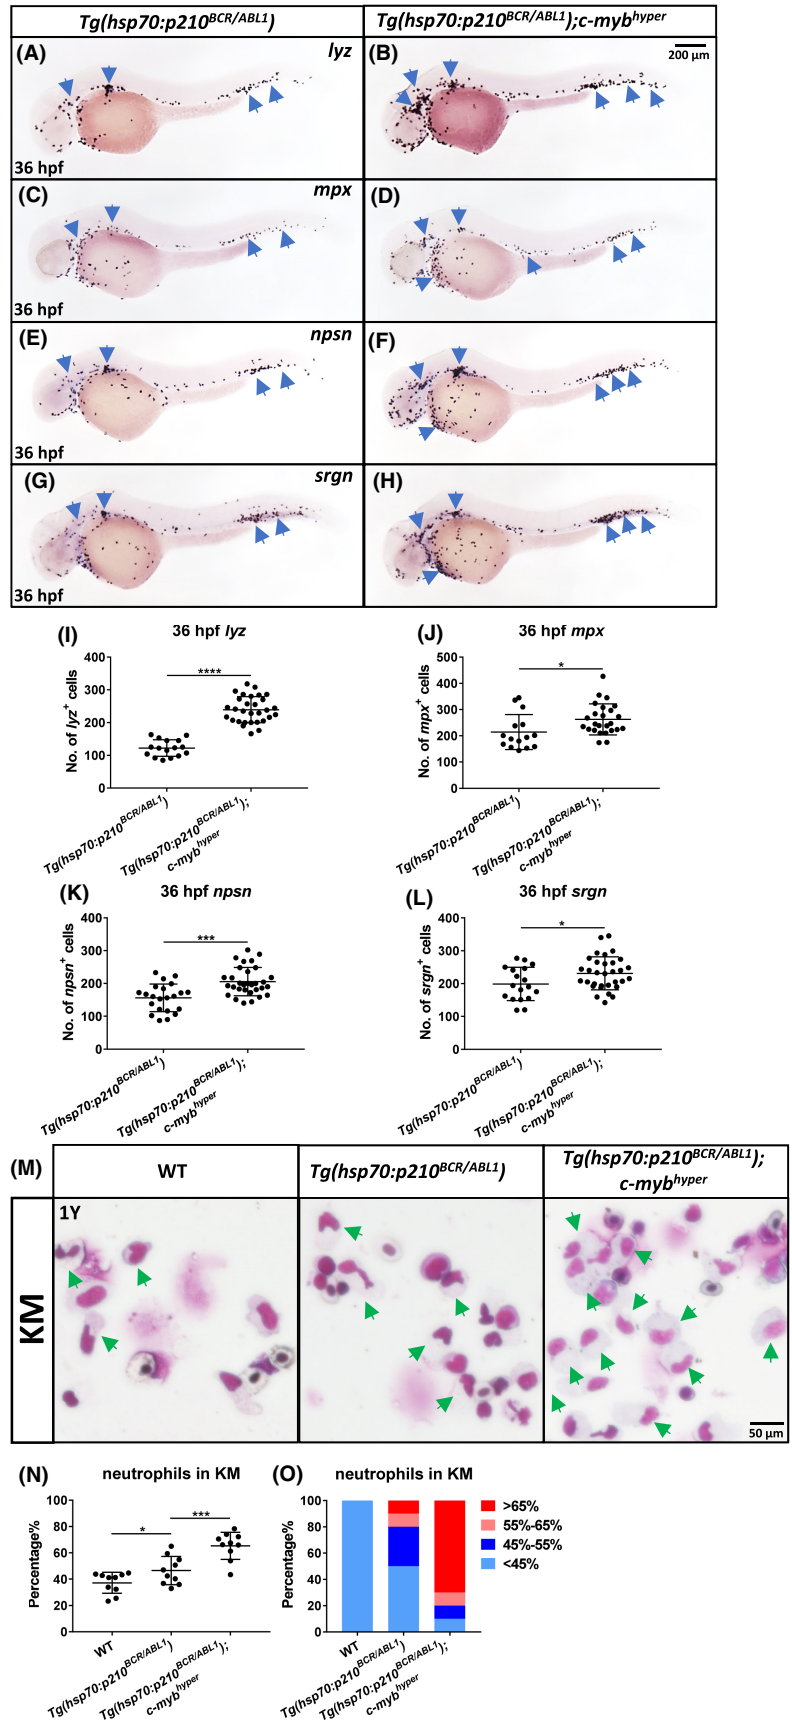 Tg(hsp70:p210BCR/ABL1)
Tg(hsp70:p210BCR/ABL1);c-mybhyper
(A)
lyz
36 hpf
(B)
200 µm
(C)
mpx
36 hpf
(D)
(E)
npsn
36 hpf
(F)
(G)
srgn
36 hpf
(H)
(I)
36 hpf lyz
No. of lyz+ cells
400
300
200
100
0
****
Tg(hsp70:p210BCR/ABL1)
Tg(hsp70:p210BCR/ABL1);
c-mybhyper
(J)
36 hpf mpx
No. of mpx+ cells
500
400
300
200
100
0
*
Tg(hsp70:p210BCR/ABL1)
Tg(hsp70:p210BCR/ABL1);
c-mybhyper
(K)
36 hpf npsn
No. of npsn+ cells
400
300
200
100
0
***
Tg(hsp70:p210BCR/ABL1)
Tg(hsp70:p210BCR/ABL1);
c-mybhyper
(L)
36 hpf srgn
No. of srgn+ cells
400
300
200
100
0
*
Tg(hsp70:p210BCR/ABL1)
Tg(hsp70:p210BCR/ABL1);
c-mybhyper
(M)
WT
Tg(hsp70:p210BCR/ABL1)
Tg(hsp70:p210BCR/ABL1);
c-mybhyper
KM
1Y
50 µm
(N)
neutrophils in KM
Percentage%
100
80
60
40
20
0
*
***
WT
Tg(hsp70:p210BCR/ABL1)
Tg(hsp70:p210BCR/ABL1);
c-mybhyper
(O)
neutrophils in KM
Percentage%
100
80
60
40
20
0
WT
Tg(hsp70:p210BCR/ABL1)
Tg(hsp70:p210BCR/ABL1);
c-mybhyper
>65%
55%-65%
45%-55%
<45%